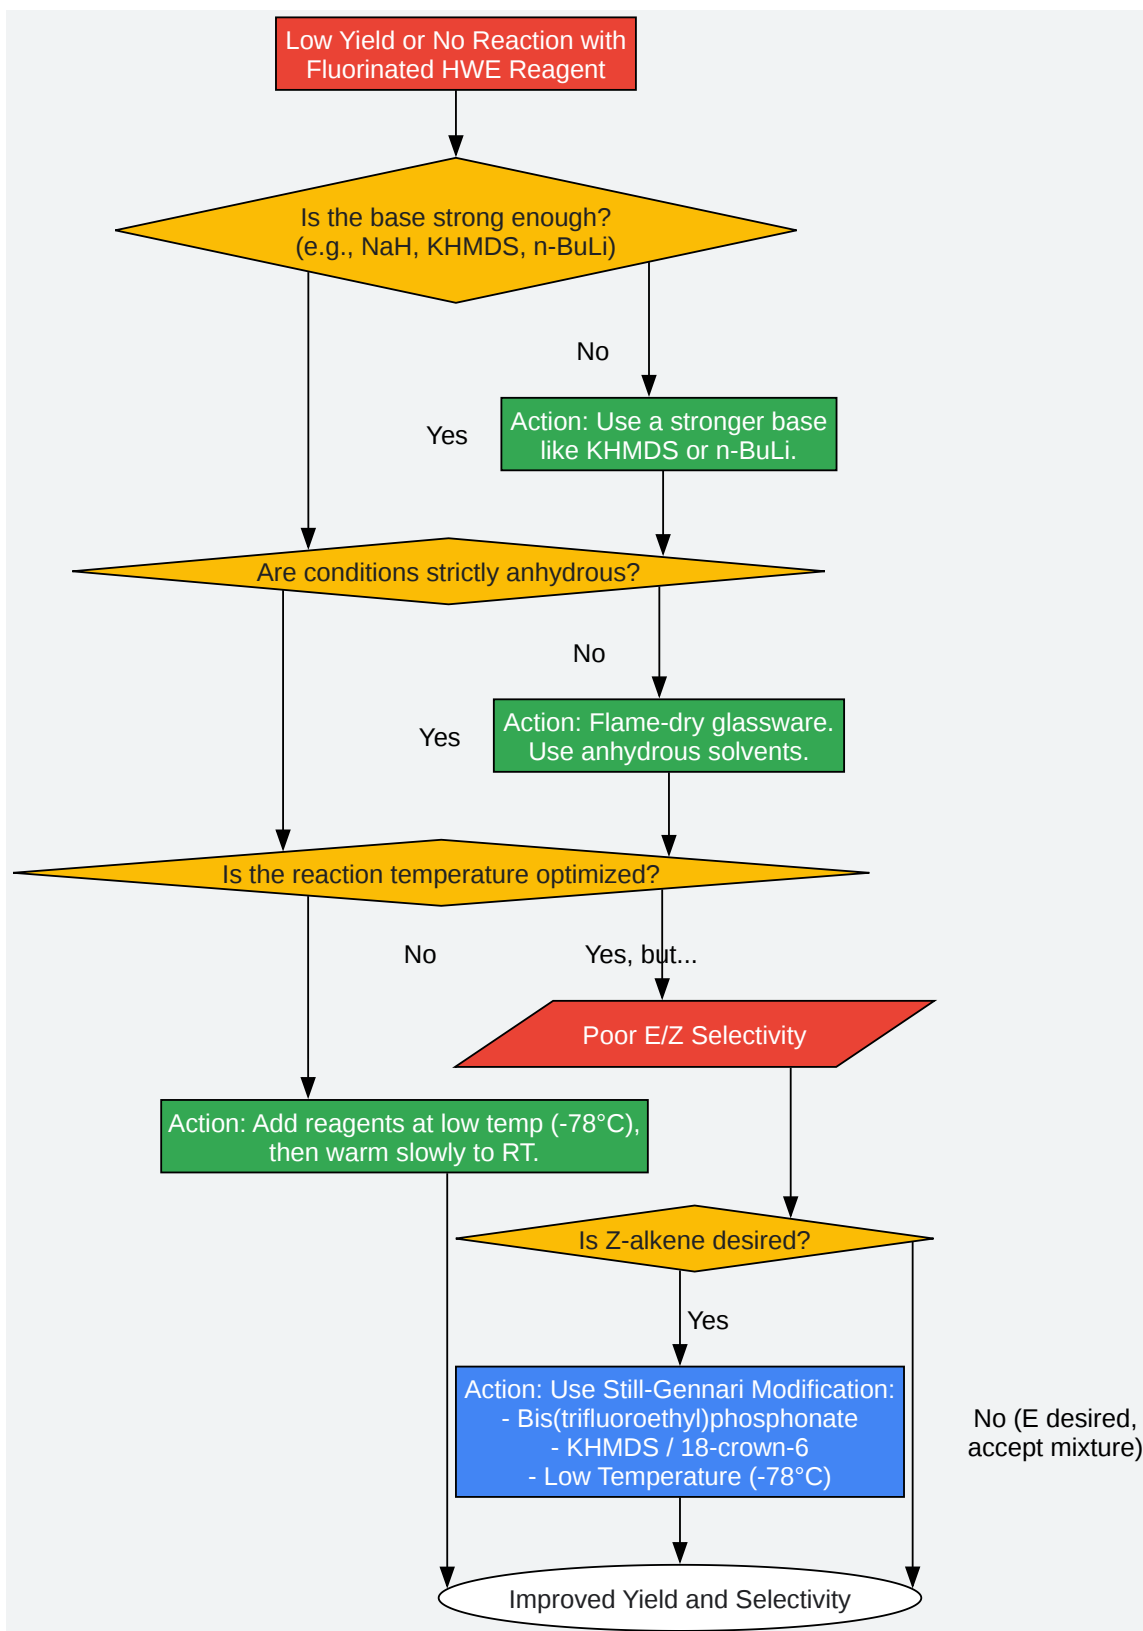 Low Yield or No Reaction with
Fluorinated HWE Reagent
Is the base strong enough?
(e.g., NaH, KHMDS, n-BuLi)
No
Action: Use a stronger base
like KHMDS or n-BuLi.
Yes
Are conditions strictly anhydrous?
No
Action: Flame-dry glassware.
Use anhydrous solvents.
Yes
Is the reaction temperature optimized?
No
Yes, but...
Poor E/Z Selectivity
Action: Add reagents at low temp (-78°C),
then warm slowly to RT.
Is Z-alkene desired?
Yes
Action: Use Still-Gennari Modification:
- Bis(trifluoroethyl)phosphonate
- KHMDS / 18-crown-6
- Low Temperature (-78°C)
No (E desired,
accept mixture)
Improved Yield and Selectivity